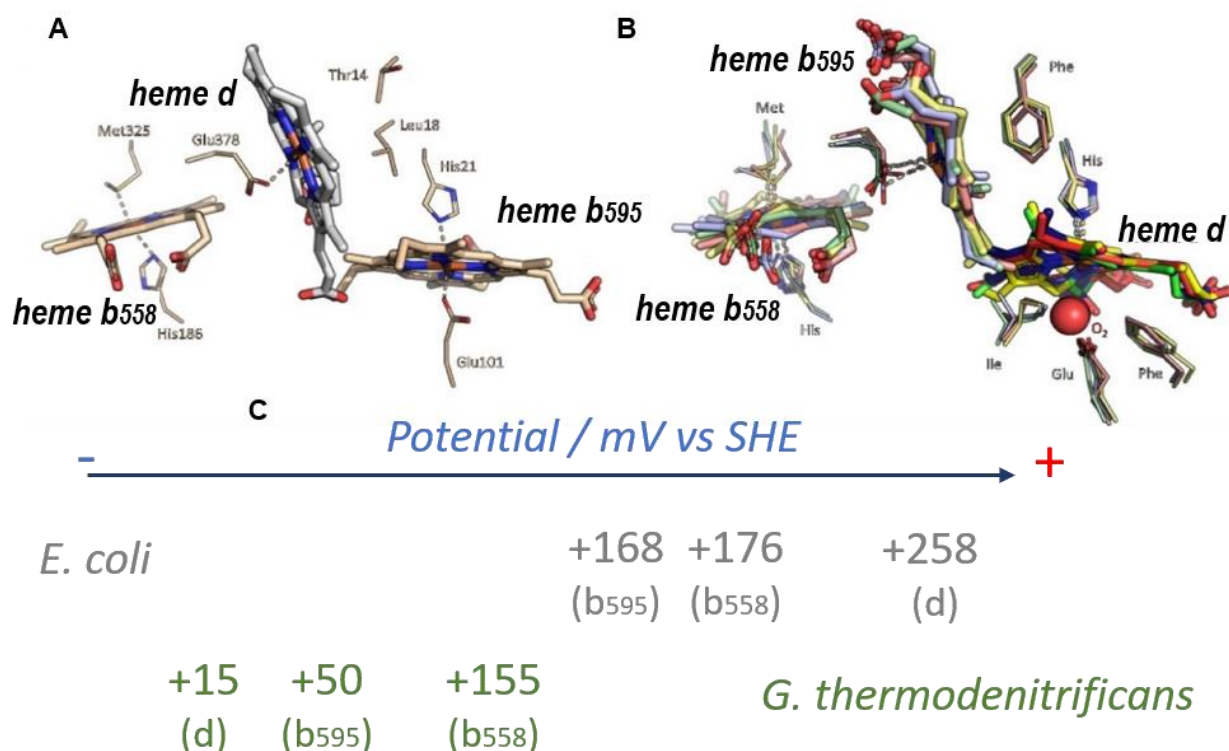 A
heme d
Thr14
Met325
Glu378
Leu18
His21
heme b595
heme b558
His186
Glu101
B
heme b595
Phe
Met
His
heme d
heme b558
His
O2
Ile
Glu
Phe
C
Potential / mV vs SHE
- +
E. coli
+168 +176 +258
(b595) (b558) (d)
+15 +50 +155
(d) (b595) (b558)
G. thermodenitrificans